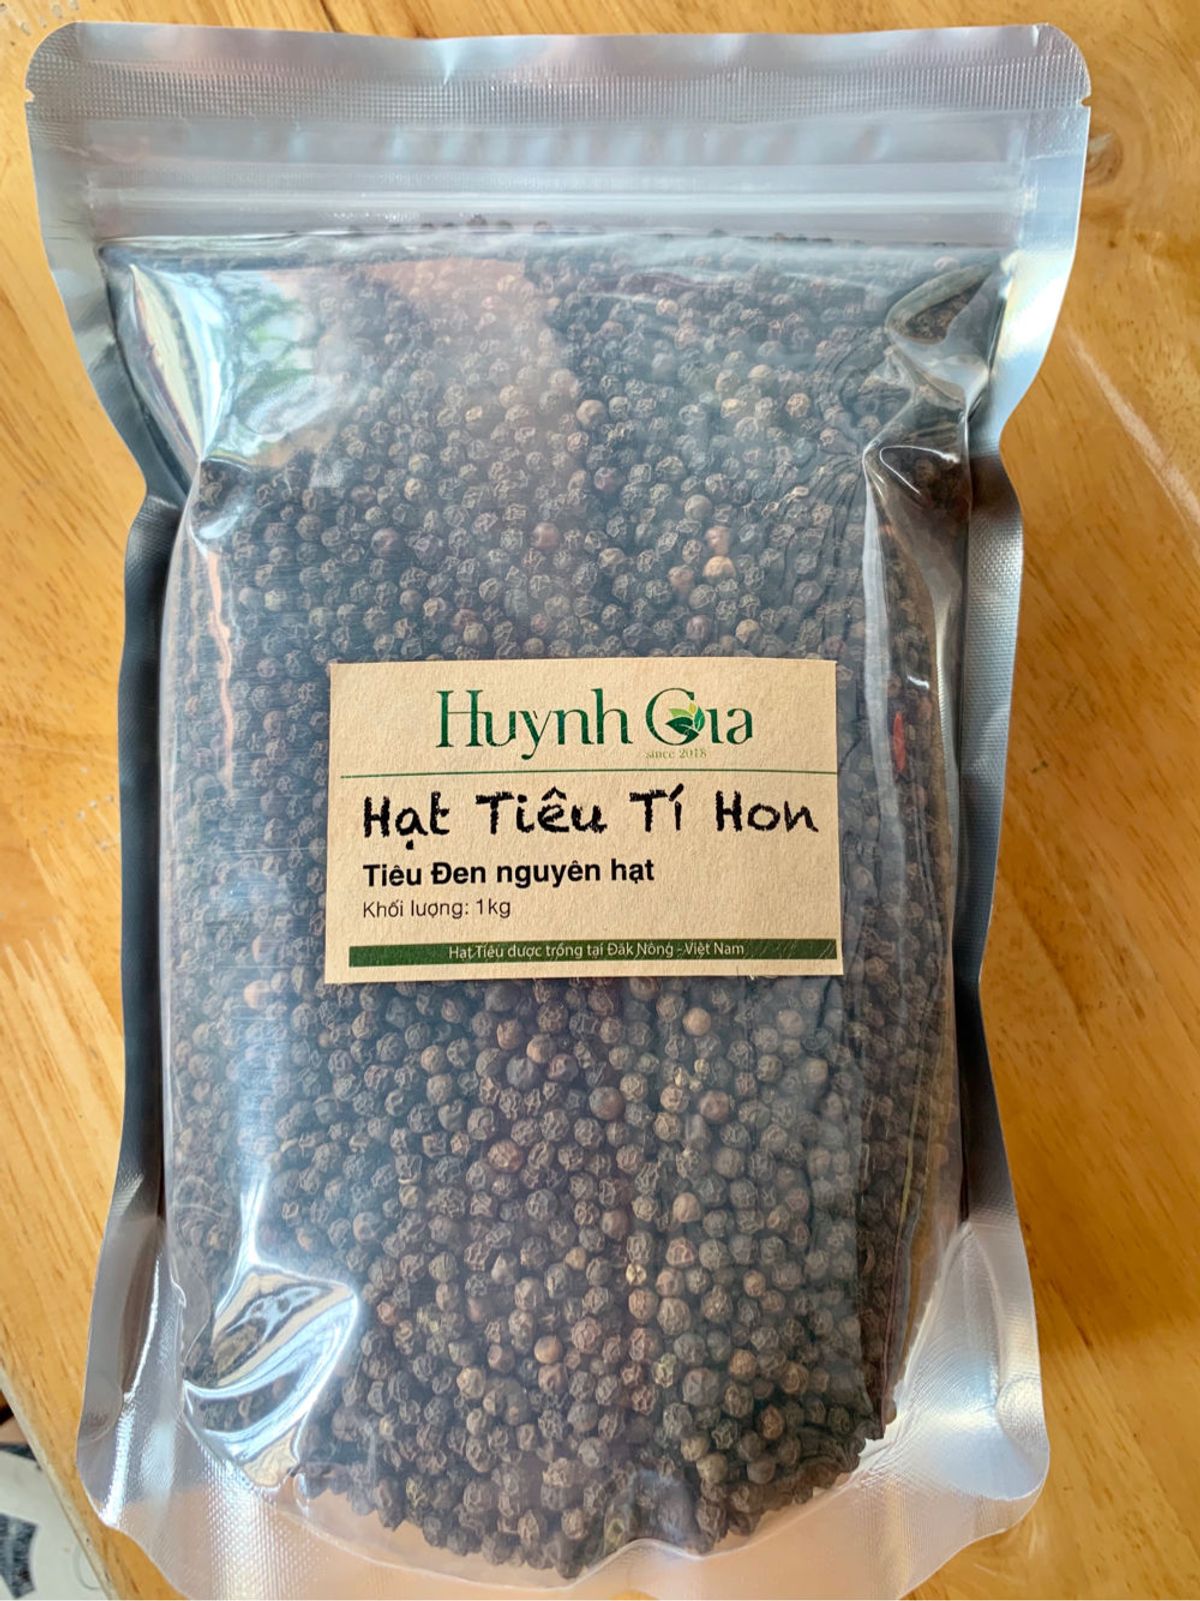 Huynh Gia
since 2018
Hạt Tiêu Tí Hon
Tiêu Đen nguyên hạt
Khối lượng: 1kg
Hạt Tiêu được trồng tại Đăk Nông - Việt Nam